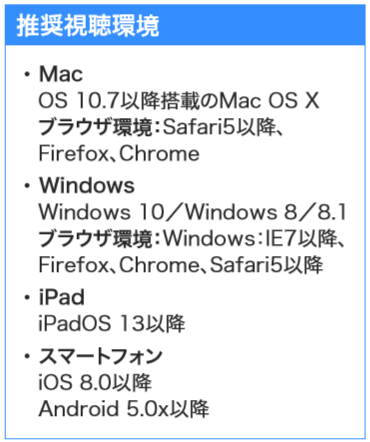 推奨視聴環境
・Mac
OS 10.7以降搭載のMac OS X
ブラウザ環境：Safari5以降、
Firefox、Chrome
・Windows
Windows 10／Windows 8／8.1
ブラウザ環境：Windows：IE7以降、
Firefox、Chrome、Safari5以降
・iPad
iPadOS 13以降
・スマートフォン
iOS 8.0以降
Android 5.0x以降